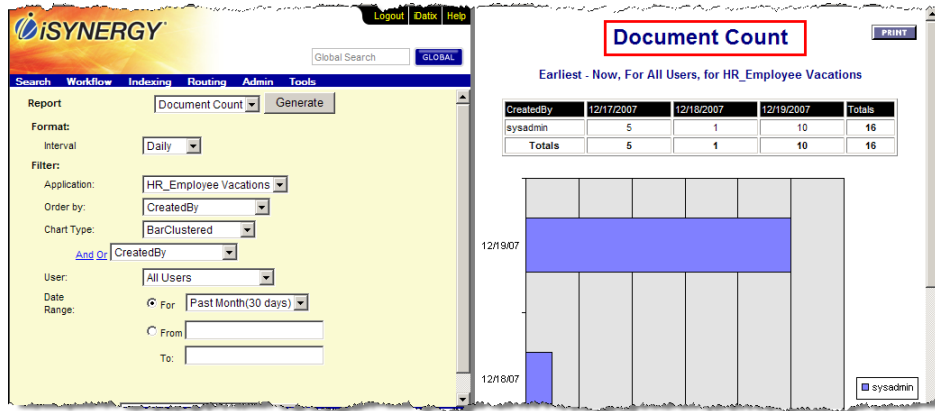 Logout iDatix Help
iSYNERGY
Global Search GLOBAL
Search Workflow Indexing Routing Admin Tools
Report Document Count Generate
Format:
Interval Daily
Filter:
Application: HR_Employee Vacations
Order by: CreatedBy
Chart Type: BarClustered
And Or CreatedBy
User: All Users
Date Range: For Past Month(30 days)
From
To:
Document Count
PRINT
Earliest - Now, For All Users, for HR_Employee Vacations
CreatedBy 12/17/2007 12/18/2007 12/19/2007 Totals
sysadmin 5 1 10 16
Totals 5 1 10 16
12/19/07
12/18/07
sysadmin